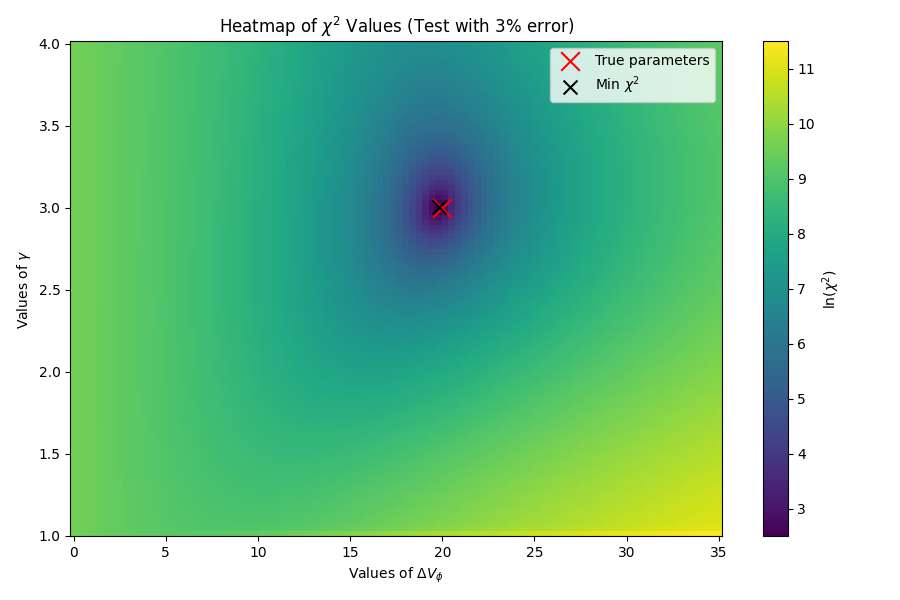 Heatmap of χ² Values (Test with 3% error)
True parameters
Min χ²
Values of γ
4.0
3.5
3.0
2.5
2.0
1.5
1.0
0 5 10 15 20 25 30 35
Values of ΔV_ϕ
11
10
9
8
7
6
5
4
3
ln(χ²)